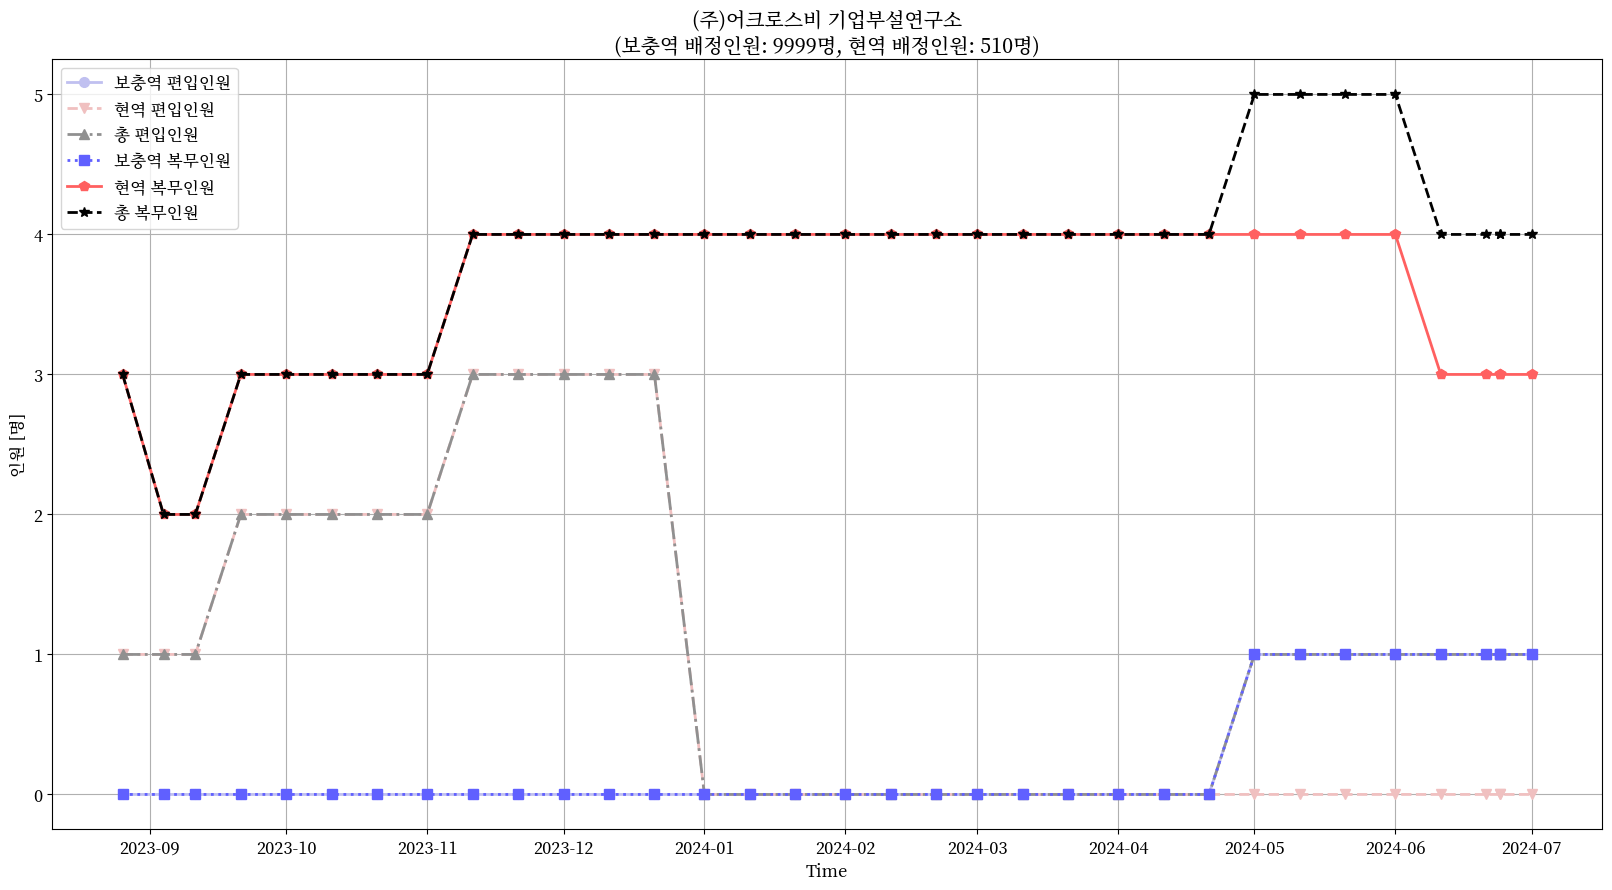 (주)어크로스비 기업부설연구소
(보충역 배정인원: 9999명, 현역 배정인원: 510명)
보충역 편입인원
현역 편입인원
총 편입인원
보충역 복무인원
현역 복무인원
총 복무인원
인원 [명]
5
4
3
2
1
0
2023-09 2023-10 2023-11 2023-12 2024-01 2024-02 2024-03 2024-04 2024-05 2024-06 2024-07
Time